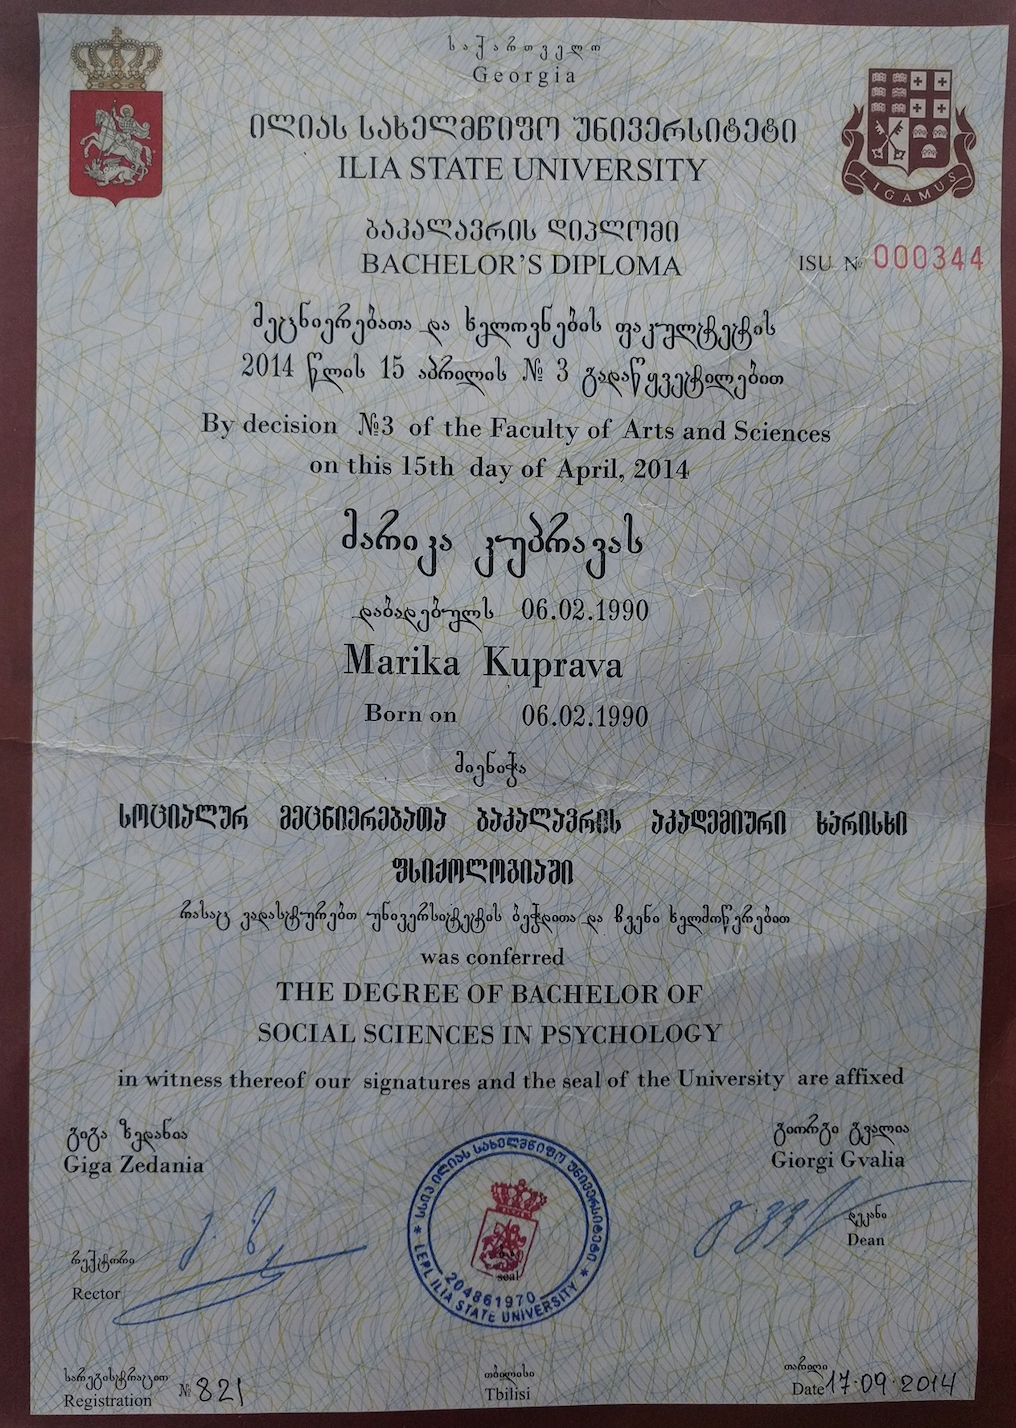 საქართველო
Georgia
ილიას სახელმწიფო უნივერსიტეტი
ILIA STATE UNIVERSITY
LIGAMUS
ბაკალავრის დიპლომი
BACHELOR'S DIPLOMA
ISU № 000344
მეცნიერებათა და ხელოვნების ფაკულტეტის
2014 წლის 15 აპრილის № 3 გადაწყვეტილებით
By decision №3 of the Faculty of Arts and Sciences
on this 15th day of April, 2014
მარიკა კუპრავას
დაბადებულს 06.02.1990
Marika Kuprava
Born on 06.02.1990
მიენიჭა
სოციალურ მეცნიერებათა ბაკალავრის აკადემიური ხარისხი
ფსიქოლოგიაში
რასაც ვადასტურებთ უნივერსიტეტის ბეჭდითა და ჩვენი ხელმოწერებით
was conferred
THE DEGREE OF BACHELOR OF
SOCIAL SCIENCES IN PSYCHOLOGY
in witness thereof our signatures and the seal of the University are affixed
გიგა ზედანია
Giga Zedania
გიორგი გვალია
Giorgi Gvalia
რექტორი
Rector
დეკანი
Dean
სსიპ ილიას სახელმწიფო უნივერსიტეტი
seal
204861970
LEPL ILIA STATE UNIVERSITY
სარეგისტრაციო
Registration № 821
თბილისი
Tbilisi
თარიღი
Date 17.09.2014